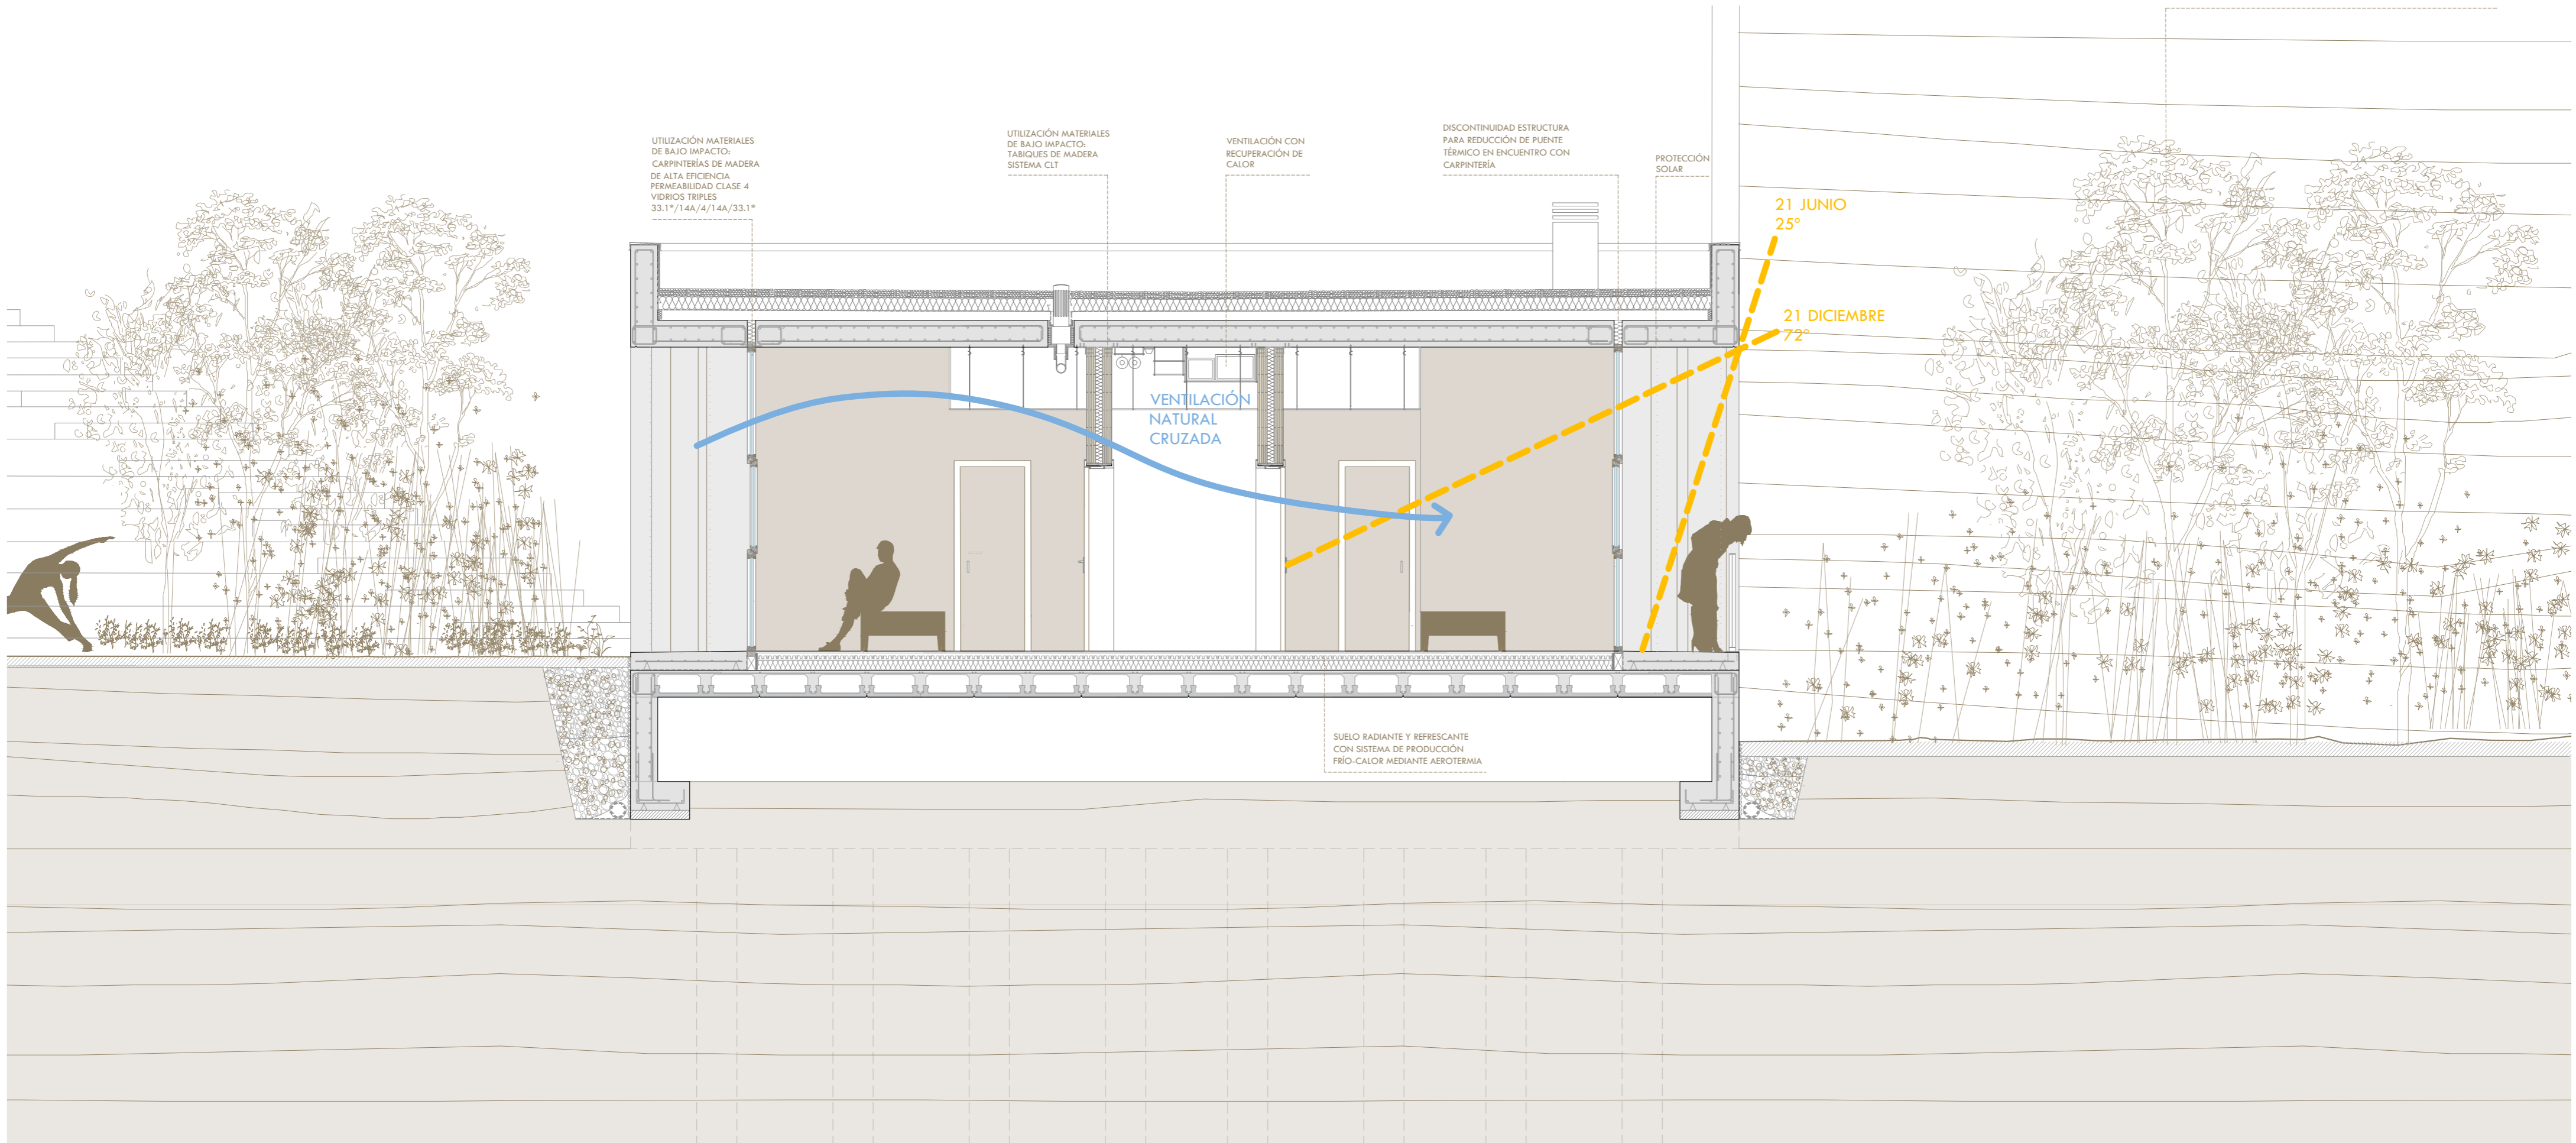 UTILIZACIÓN MATERIALES
DE BAJO IMPACTO:
CARPINTERÍAS DE MADERA
DE ALTA EFICIENCIA
PERMEABILIDAD CLASE 4
VIDRIOS TRIPLES
33.1*/14A/4/14A/33.1*
UTILIZACIÓN MATERIALES
DE BAJO IMPACTO:
TABIQUES DE MADERA
SISTEMA CLT
VENTILACIÓN CON
RECUPERACIÓN DE
CALOR
DISCONTINUIDAD ESTRUCTURA
PARA REDUCCIÓN DE PUENTE
TÉRMICO EN ENCUENTRO CON
CARPINTERÍA
PROTECCIÓN
SOLAR
21 JUNIO
25°
21 DICIEMBRE
72°
VENTILACIÓN
NATURAL
CRUZADA
SUELO RADIANTE Y REFRESCANTE
CON SISTEMA DE PRODUCCIÓN
FRÍO-CALOR MEDIANTE AEROTERMIA